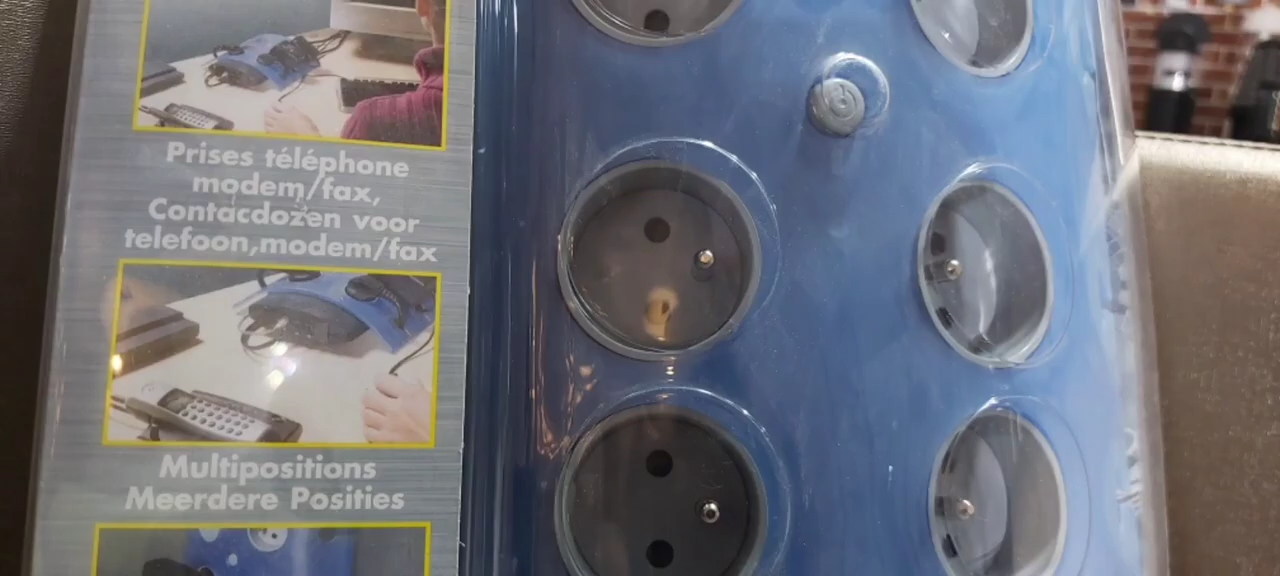 Prises téléphone
modem/fax,
Contacdozen voor
telefoon,modem/fax
Multipositions
Meerdere Posities